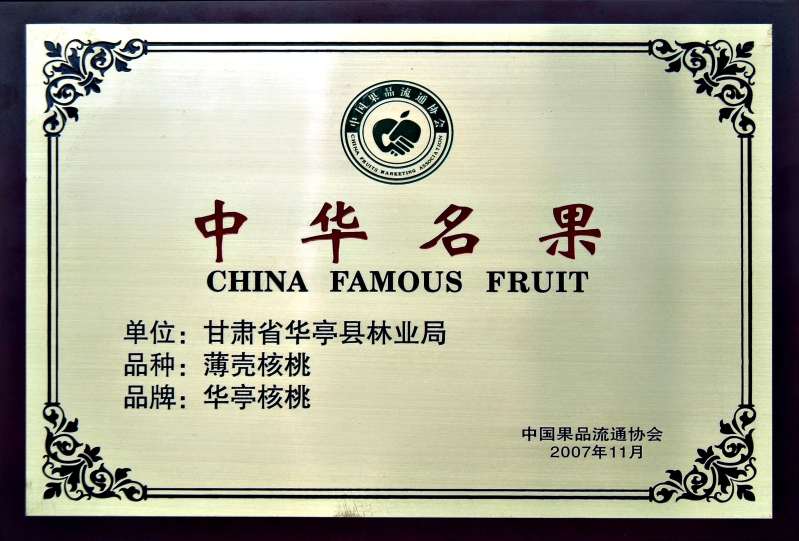 中国果品流通协会
CHINA FRUITS MARKETING ASSOCIATION
中华名果
CHINA FAMOUS FRUIT
单位：甘肃省华亭县林业局
品种：薄壳核桃
品牌：华亭核桃
中国果品流通协会
2007年11月